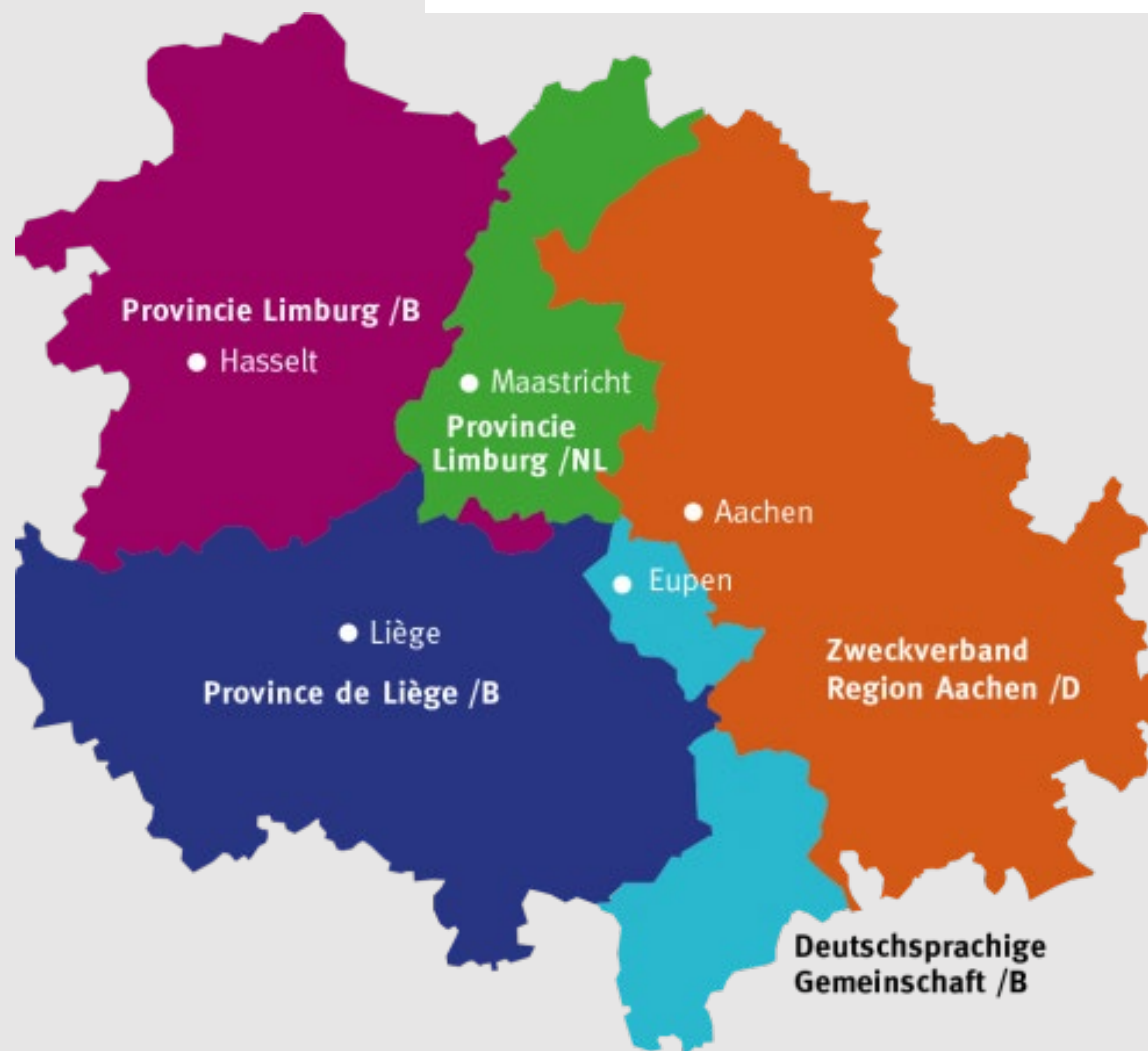 Provincie Limburg /B
Hasselt
Maastricht
Provincie
Limburg /NL
Aachen
Eupen
Liège
Province de Liège /B
Zweckverband
Region Aachen /D
Deutschsprachige
Gemeinschaft /B